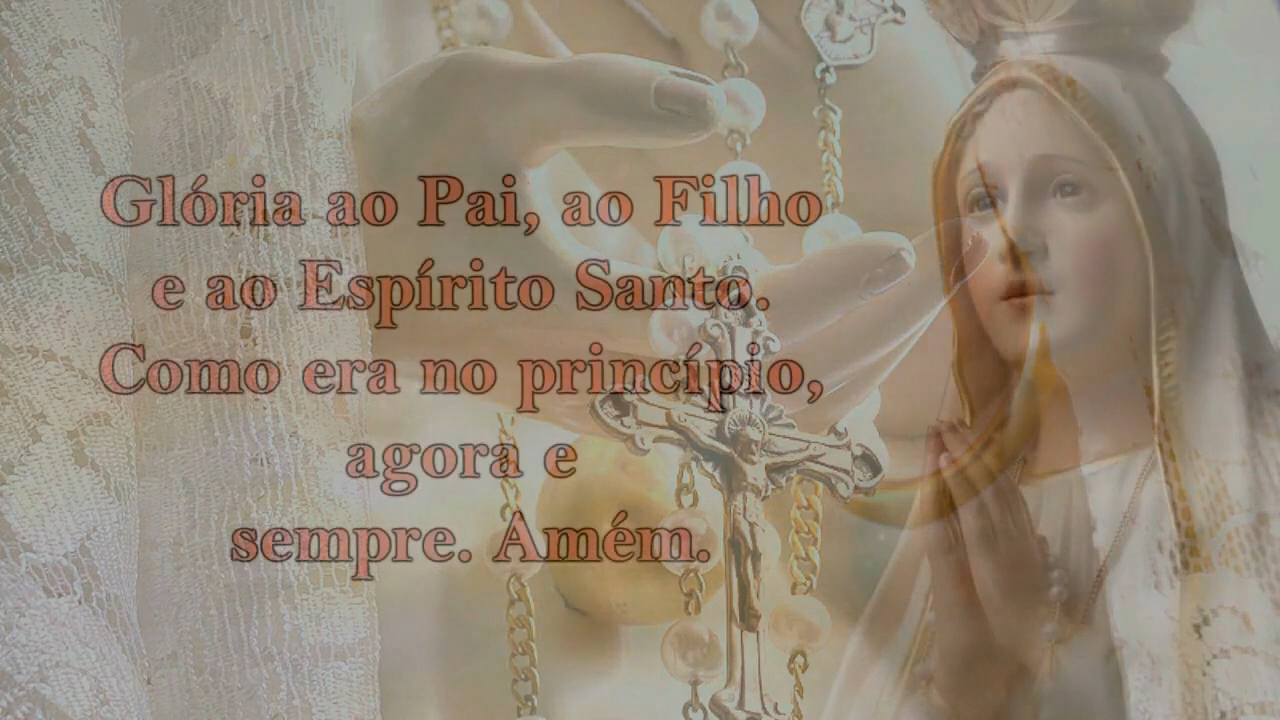 Glória ao Pai, ao Filho
e ao Espírito Santo.
Como era no princípio,
agora e
sempre. Amém.